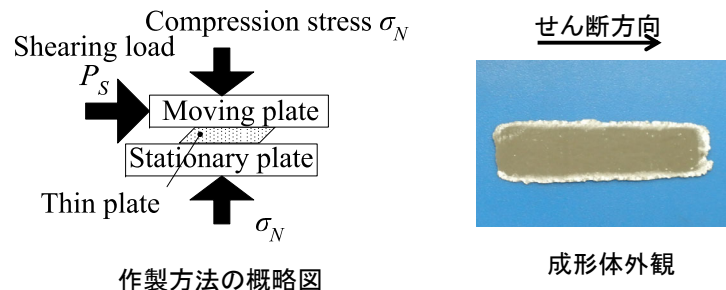 Compression stress σN
Shearing load
PS
Moving plate
Stationary plate
Thin plate
σN
作製方法の概略図
せん断方向
成形体外観